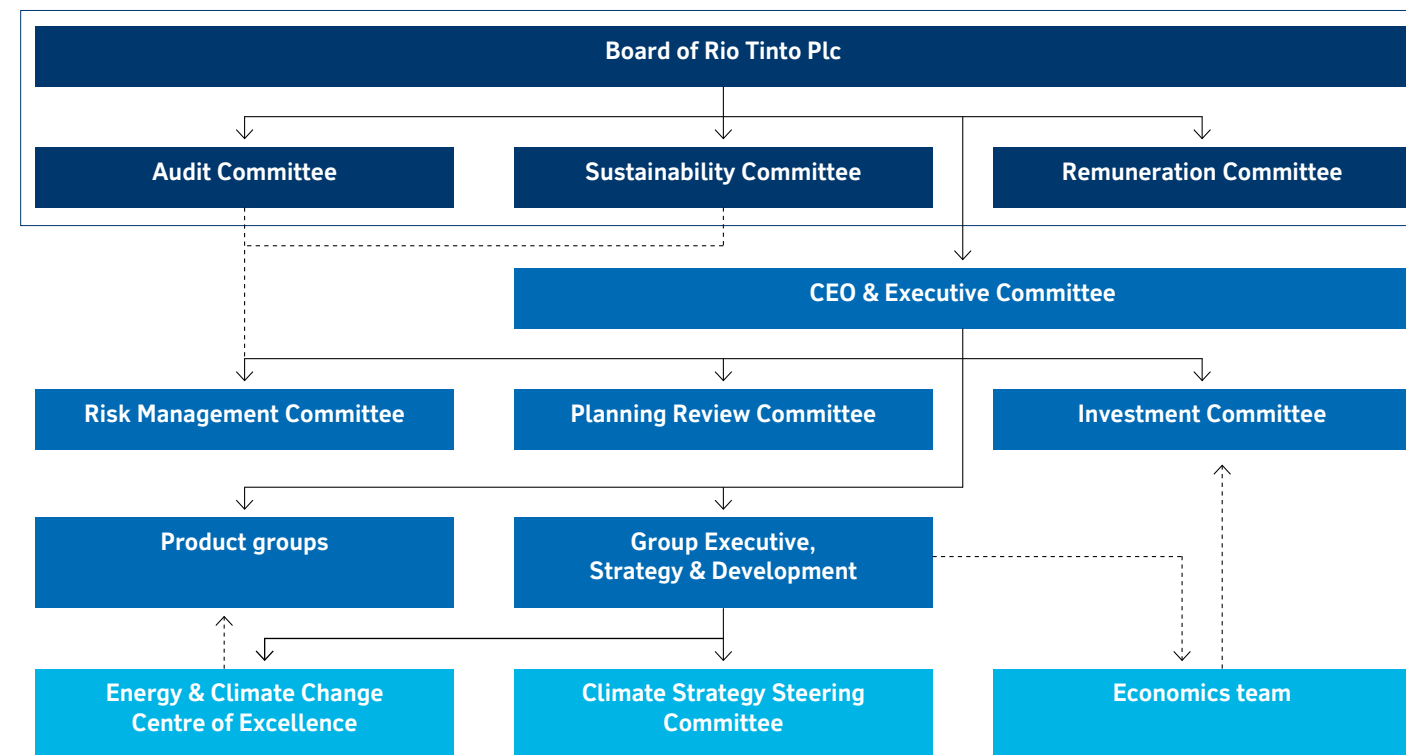 Board of Rio Tinto Plc
Audit Committee
Sustainability Committee
Remuneration Committee
CEO & Executive Committee
Risk Management Committee
Planning Review Committee
Investment Committee
Product groups
Group Executive,
Strategy & Development
Energy & Climate Change
Centre of Excellence
Climate Strategy Steering
Committee
Economics team